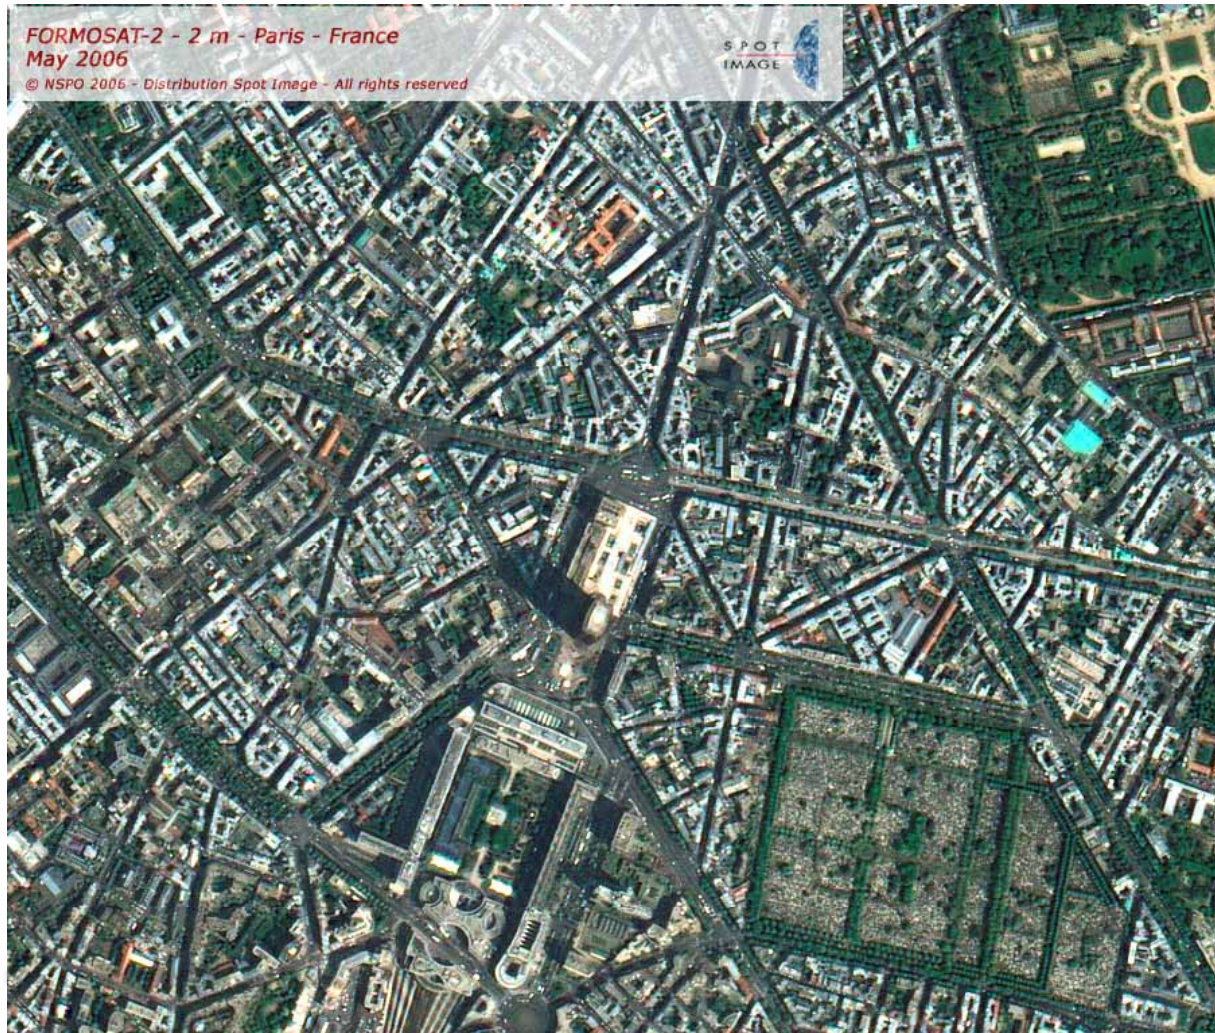 FORMOSAT-2 - 2 m - Paris - France
May 2006
© NSPO 2006 - Distribution Spot Image - All rights reserved
SPOT
IMAGE